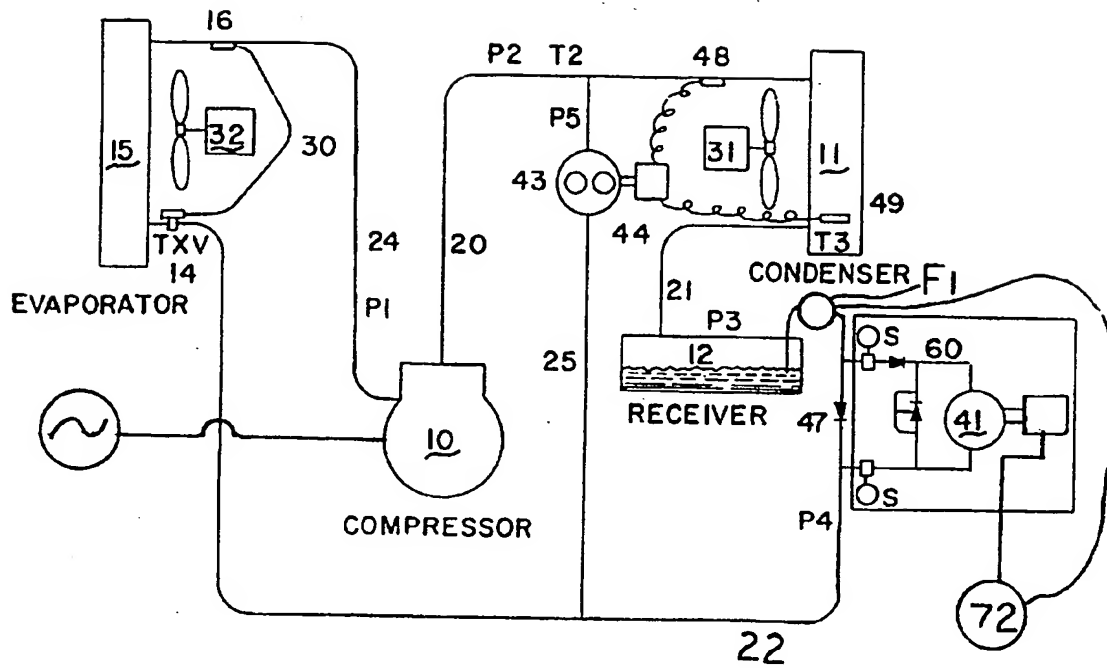 16
P2 T2
48
15
32
30
P5
43
31
11
44
49
T3
TXV
14
24
20
CONDENSER
F1
EVAPORATOR
P1
21
P3
S
25
12
60
RECEIVER
47
41
10
S
COMPRESSOR
P4
72
22